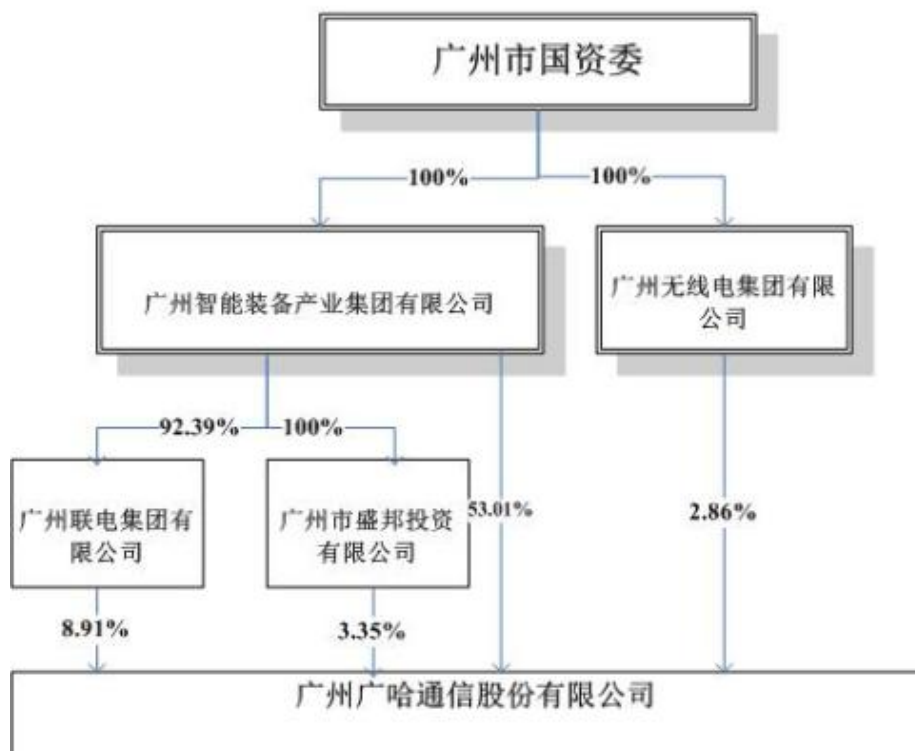 广州市国资委
100%
100%
广州智能装备产业集团有限公司
广州无线电集团有限
公司
92.39%
100%
广州联电集团有
限公司
广州市盛邦投资
有限公司
53.01%
2.86%
8.91%
3.35%
广州广哈通信股份有限公司